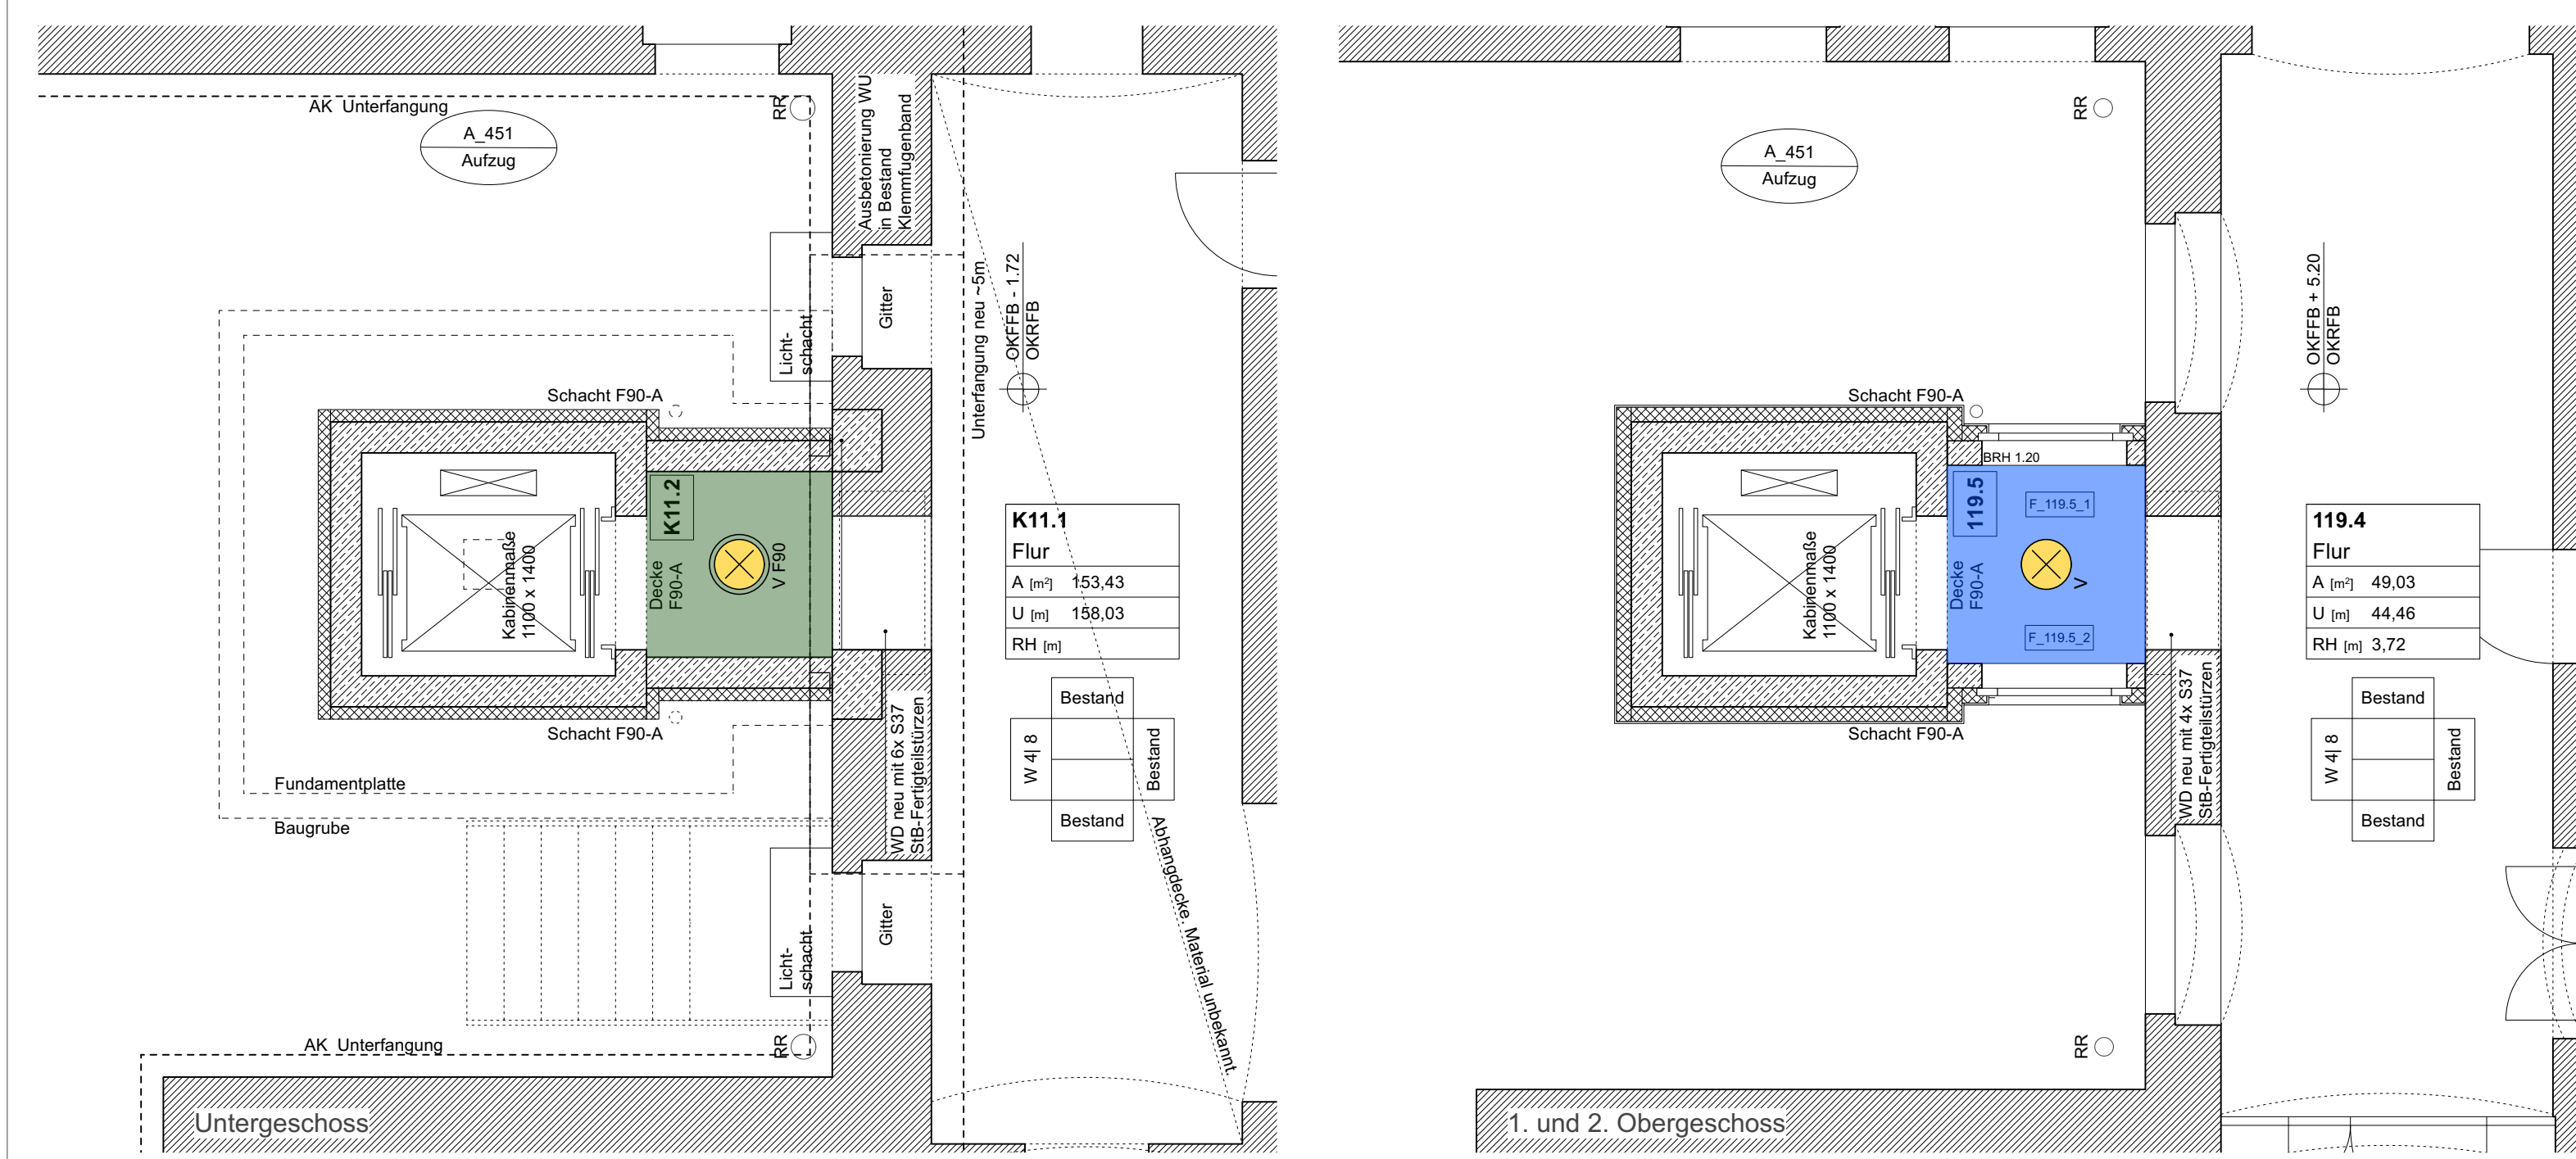 AK Unterfangung
A_451
Aufzug
RR
Ausbetonierung WU
in Bestand
Klemmfugenband
Licht-
schacht
Gitter
Unterfangung neu ~5m
OKFFB - 1.72
OKRFB
Schacht F90-A
K11.2
Decke
F90-A
V F90
Kabinenmaße
1100 x 1400
K11.1
Flur
A [m²] 153,43
U [m] 158,03
RH [m]
Bestand
W 4| 8
Bestand
Bestand
Schacht F90-A
WD neu mit 6x S37
StB-Fertigteilstürzen
Fundamentplatte
Baugrube
Licht-
schacht
Gitter
Abhangdecke. Material unbekannt.
AK Unterfangung
RR
Untergeschoss
A_451
Aufzug
RR
OKFFB + 5.20
OKRFB
Schacht F90-A
BRH 1.20
119.5
F_119.5_1
Decke
F90-A
V
F_119.5_2
Kabinenmaße
1100 x 1400
119.4
Flur
A [m²] 49,03
U [m] 44,46
RH [m] 3,72
Bestand
W 4| 8
Bestand
Bestand
Schacht F90-A
WD neu mit 4x S37
StB-Fertigteilstürzen
RR
1. und 2. Obergeschoss